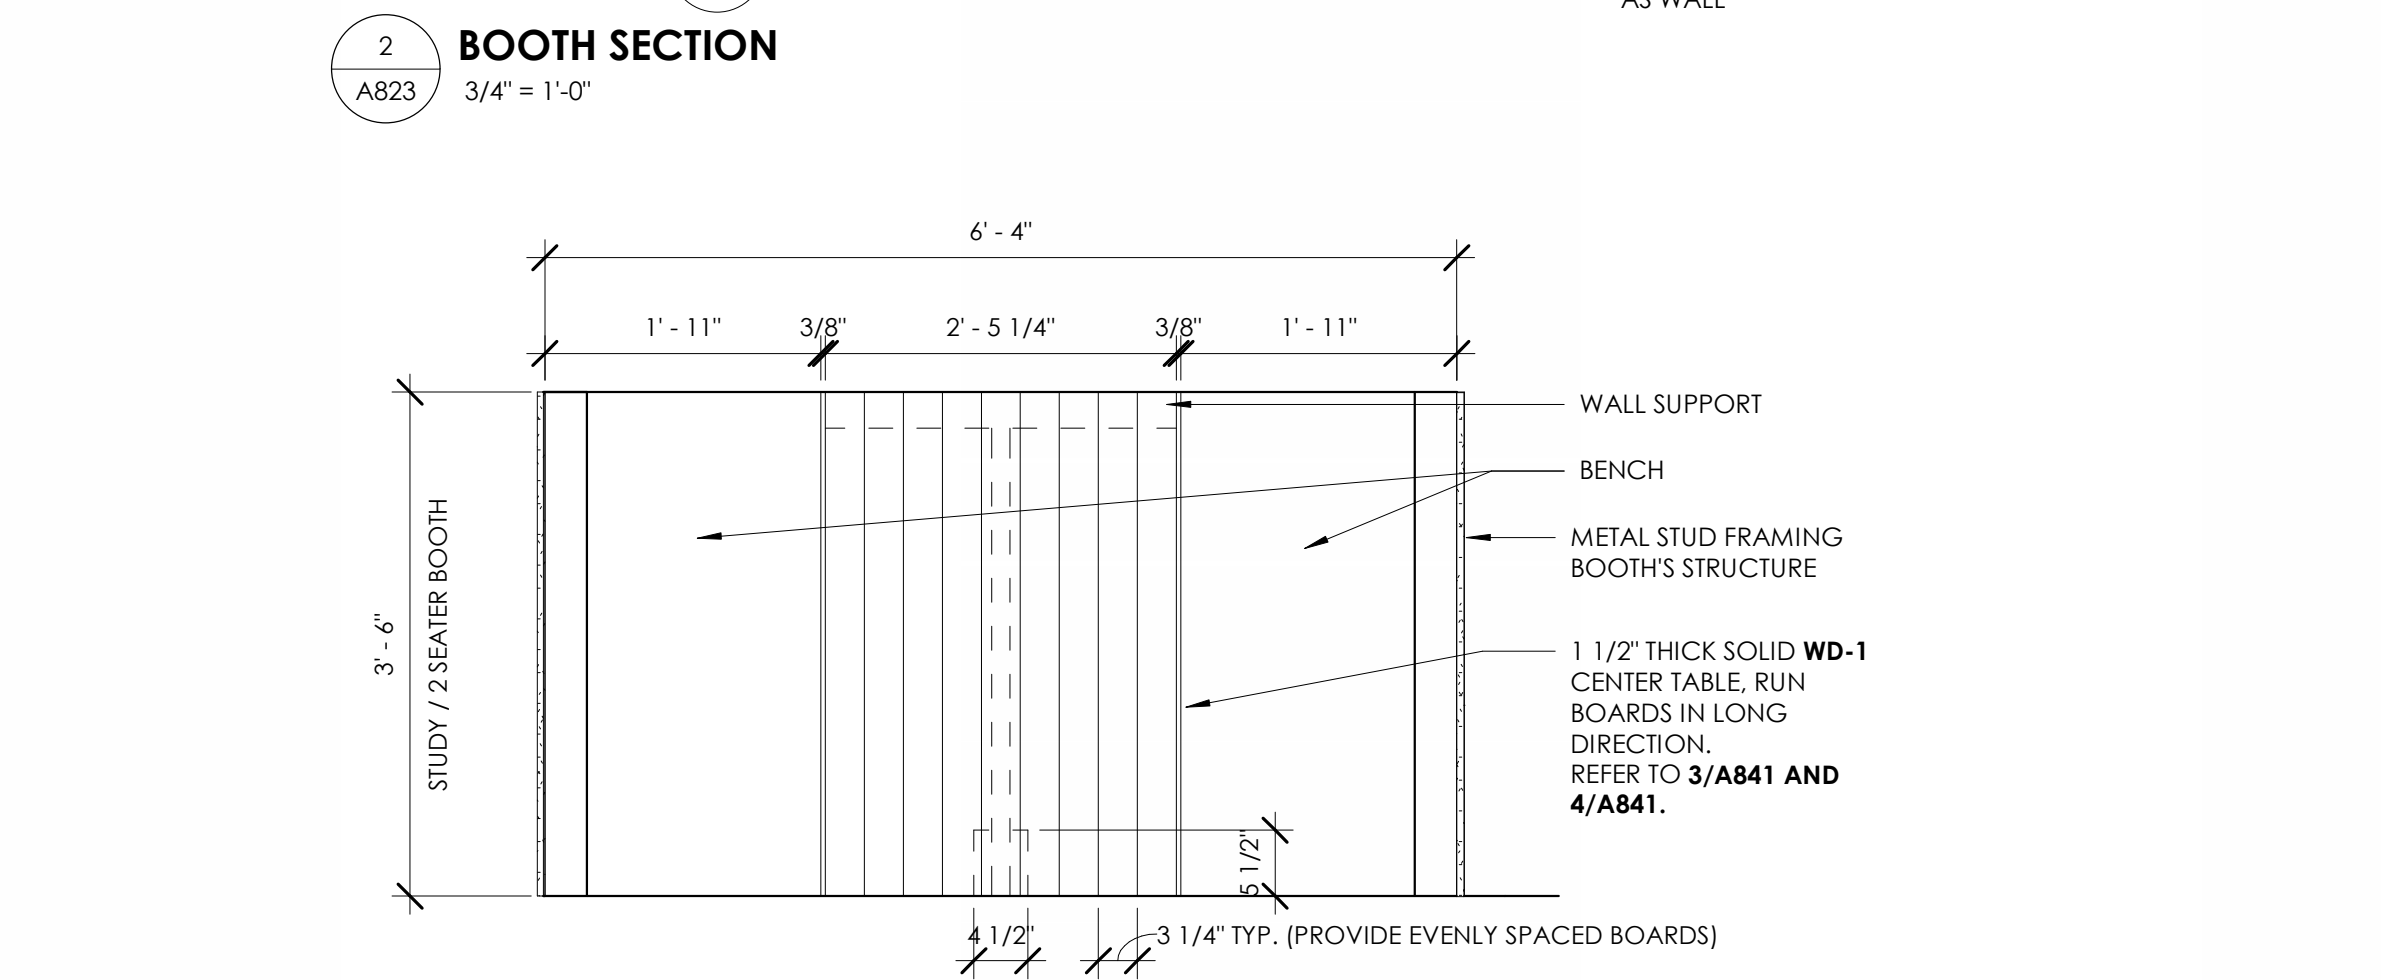 AS WALL
2
BOOTH SECTION
A823
3/4" = 1'-0"
6' - 4"
1' - 11"
3/8"
2' - 5 1/4"
3/8"
1' - 11"
WALL SUPPORT
BENCH
METAL STUD FRAMING
BOOTH'S STRUCTURE
3' - 6"
STUDY / 2 SEATER BOOTH
1 1/2" THICK SOLID WD-1
CENTER TABLE, RUN
BOARDS IN LONG
DIRECTION.
REFER TO 3/A841 AND
4/A841.
5 1/2"
4 1/2"
3 1/4" TYP. (PROVIDE EVENLY SPACED BOARDS)